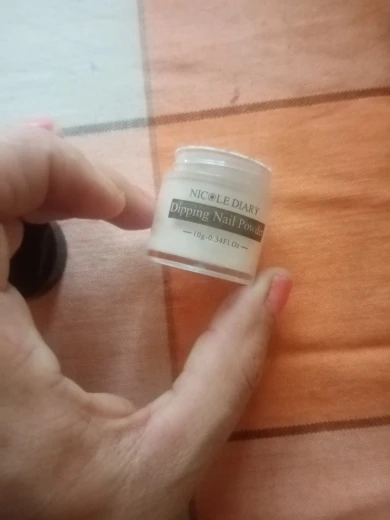 NICOLE DIARY
Dipping Nail Powder
10g-0.34Fl.Oz